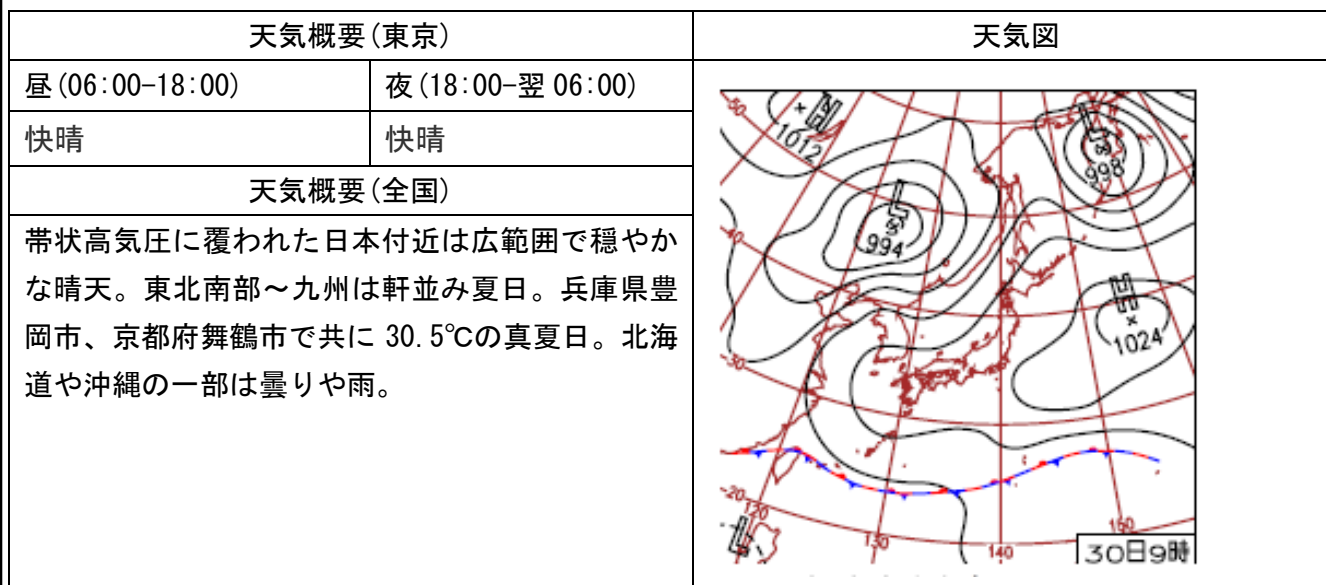 天気概要(東京)
天気図
昼(06:00-18:00)
夜(18:00-翌 06:00)
快晴
快晴
天気概要(全国)
帯状高気圧に覆われた日本付近は広範囲で穏やか
な晴天。東北南部～九州は軒並み夏日。兵庫県豊
岡市、京都府舞鶴市で共に 30.5℃の真夏日。北海
道や沖縄の一部は曇りや雨。
50
H
1012
L
998
L
994
40
H
1024
30
20
120
L
130
140
150
30日9時